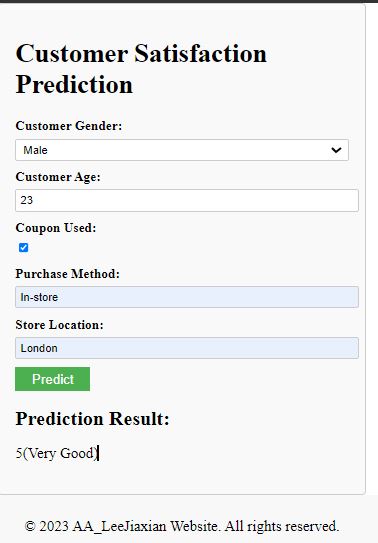 Customer Satisfaction
Prediction
Customer Gender:
Male
Customer Age:
23
Coupon Used:
Purchase Method:
In-store
Store Location:
London
Predict
Prediction Result:
5(Very Good)
© 2023 AA_LeeJiaxian Website. All rights reserved.